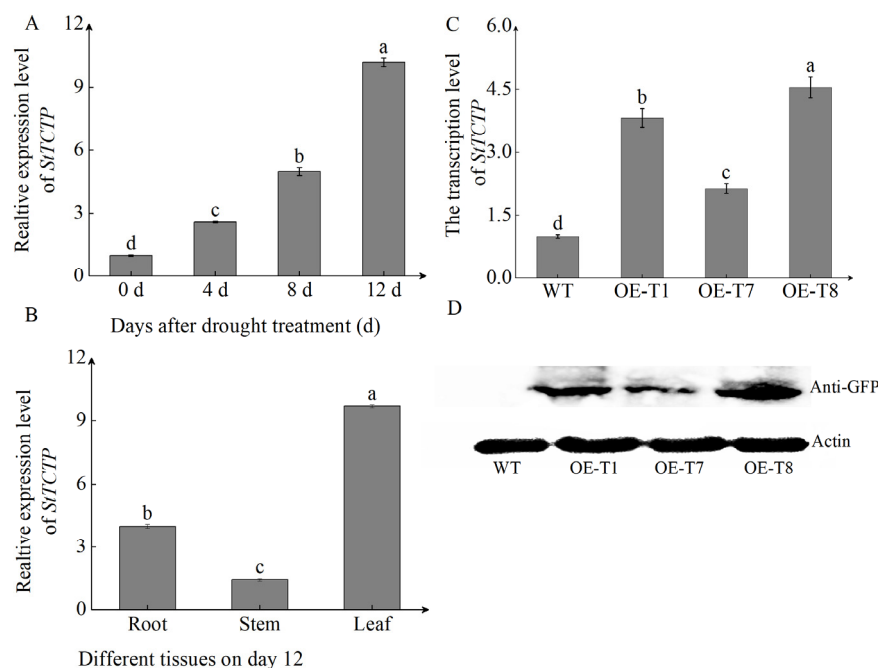 A
Realtive expression level
of StTCTP
12
9
6
3
0
d
c
b
a
0 d 4 d 8 d 12 d
Days after drought treatment (d)
B
Realtive expression level
of StTCTP
12
9
6
3
0
b
c
a
Root Stem Leaf
Different tissues on day 12
C
The transcription level
of StTCTP
6.0
4.5
3.0
1.5
0.0
d
b
c
a
WT OE-T1 OE-T7 OE-T8
D
Anti-GFP
Actin
WT OE-T1 OE-T7 OE-T8